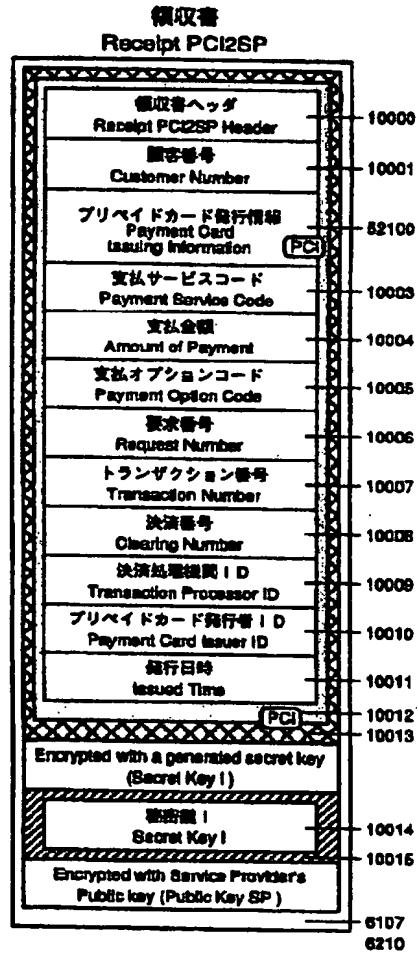 領収書
Receipt PCI2SP
領収書ヘッダ
Receipt PCI2SP Header
10000
顧客番号
Customer Number
10001
プリペイドカード発行情報
Payment Card
Issuing Information
PCI
52100
支払サービスコード
Payment Service Code
10003
支払金額
Amount of Payment
10004
支払オプションコード
Payment Option Code
10005
要求番号
Request Number
10006
トランザクション番号
Transaction Number
10007
決済番号
Clearing Number
10008
決済処理機関ID
Transaction Processor ID
10009
プリペイドカード発行者ID
Payment Card Issuer ID
10010
発行日時
Issued Time
10011
PCI
10012
10013
Encrypted with a generated secret key
(Secret Key I)
秘密鍵I
Secret Key I
10014
10015
Encrypted with Service Provider's
Public key (Public Key SP)
6107
6210